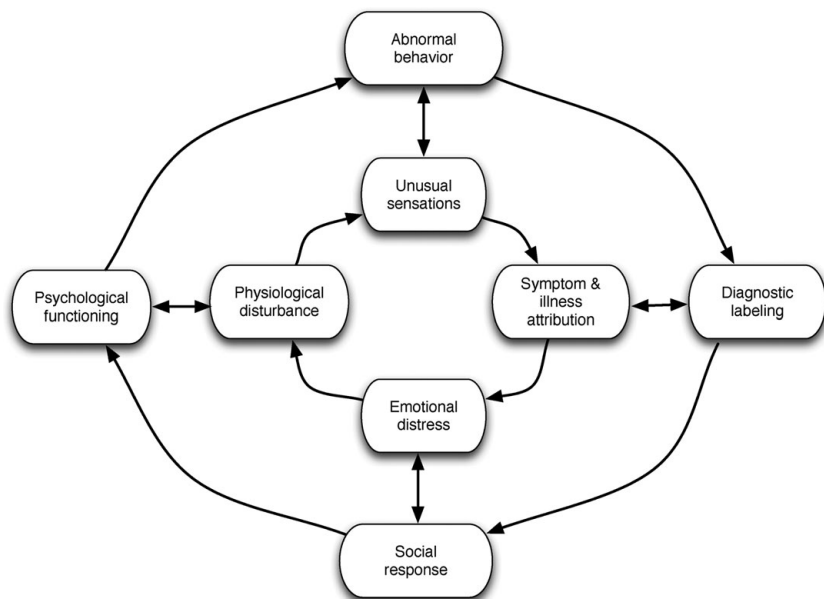 Abnormal
behavior
Unusual
sensations
Psychological
functioning
Physiological
disturbance
Symptom &
illness
attribution
Diagnostic
labeling
Emotional
distress
Social
response